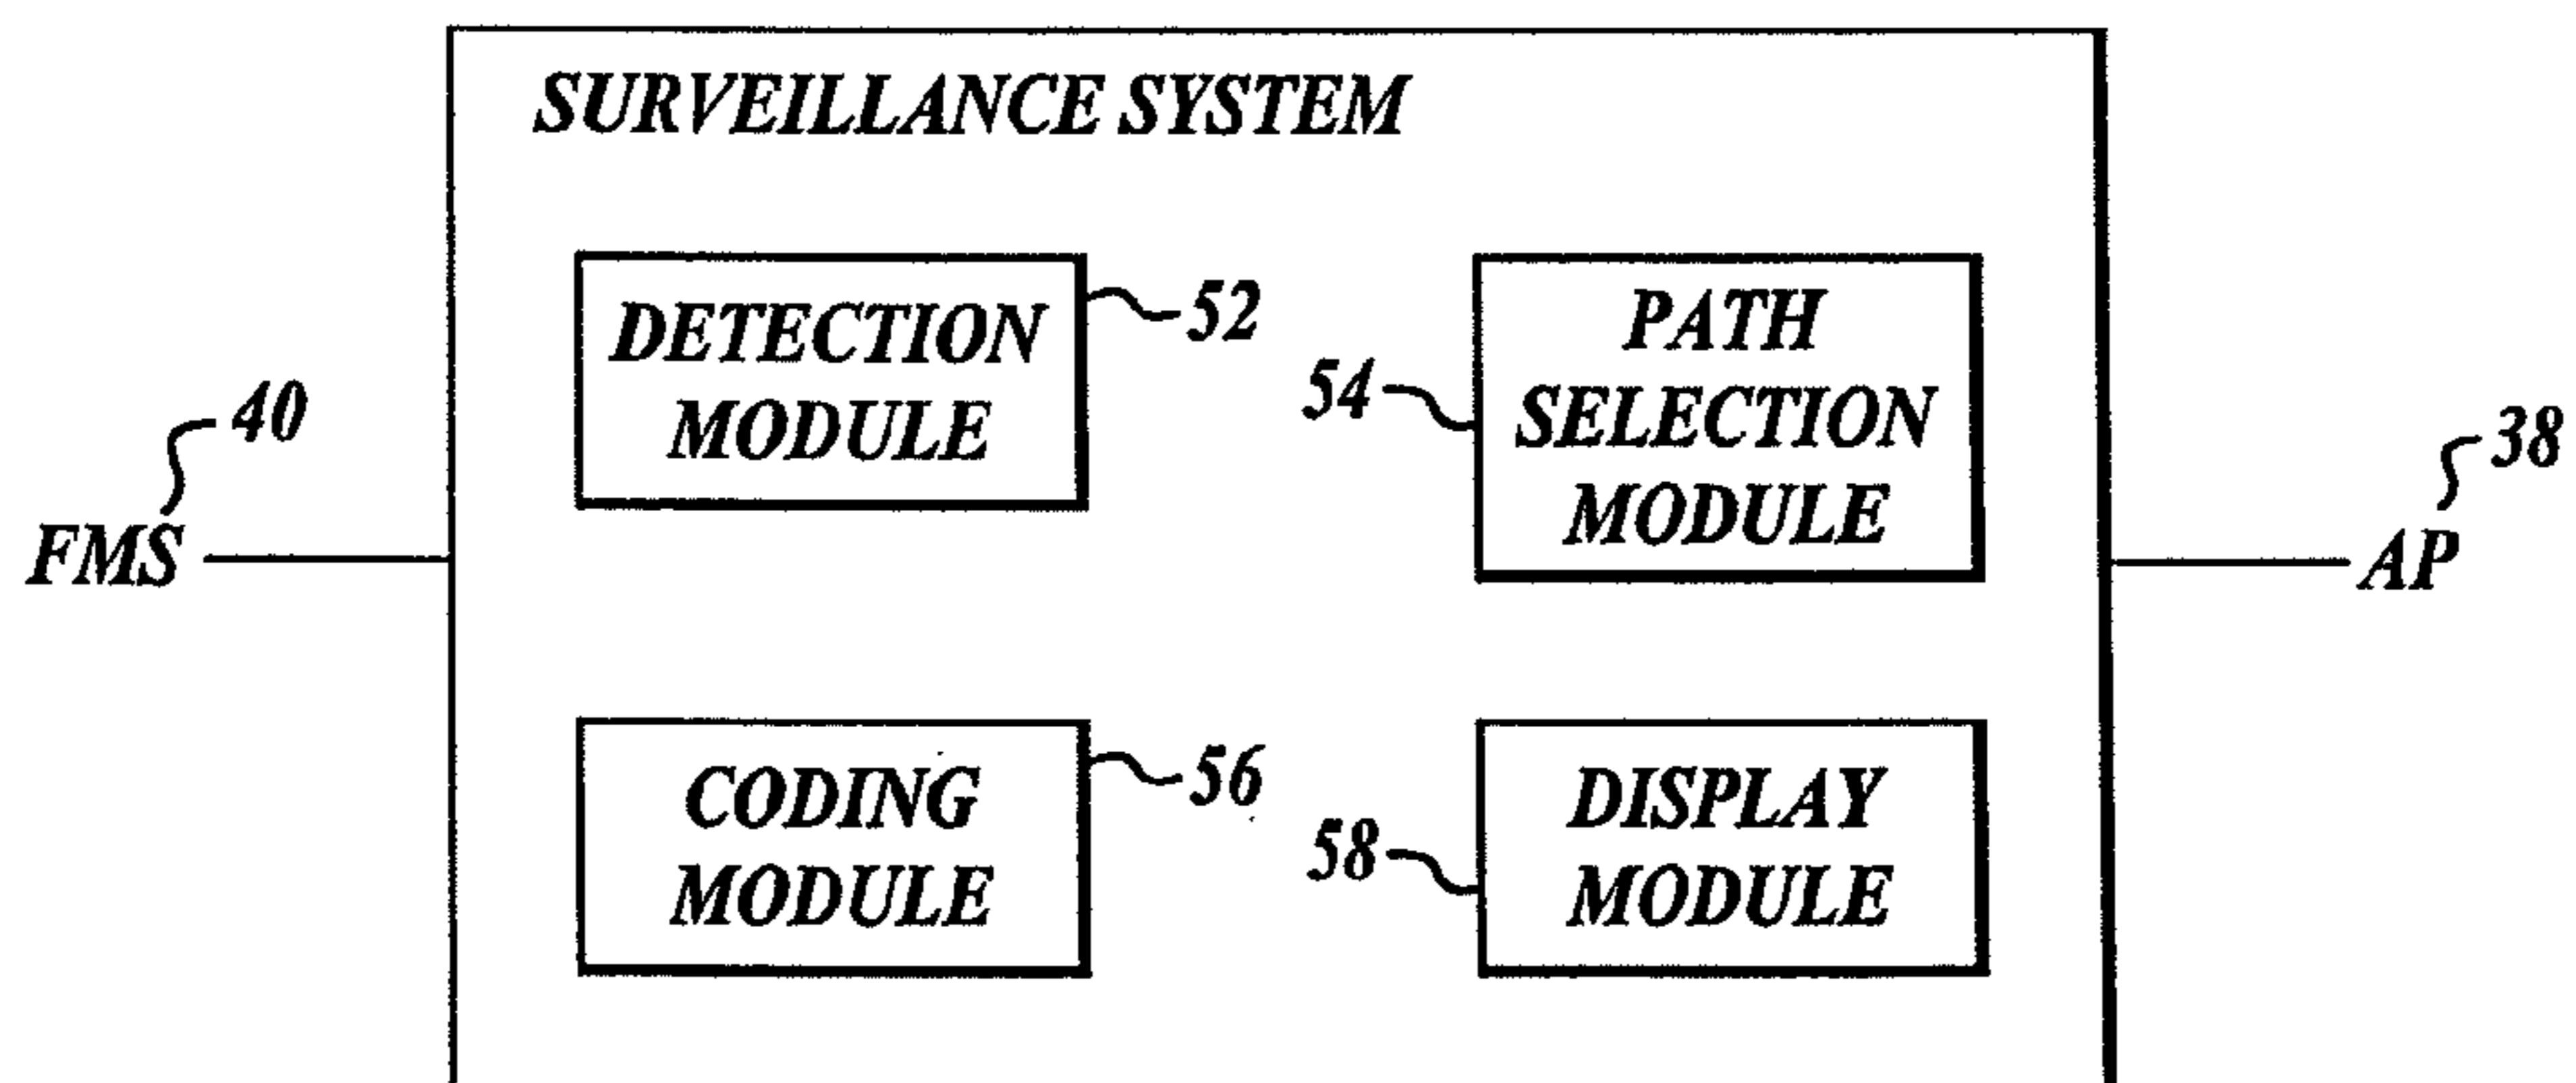 SURVEILLANCE SYSTEM
DETECTION
MODULE
52
PATH
SELECTION
MODULE
54
40
FMS
38
AP
CODING
MODULE
56
DISPLAY
MODULE
58